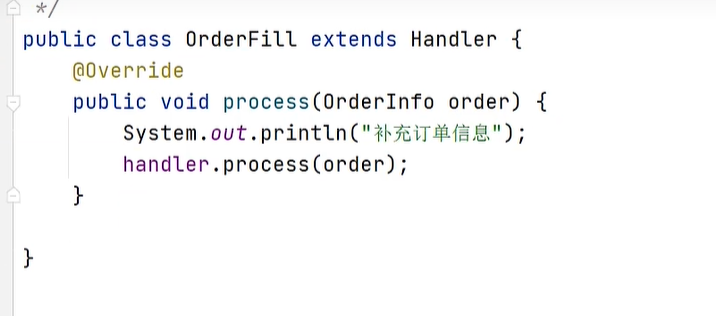 */
public class OrderFill extends Handler {
    @Override
    public void process(OrderInfo order) {
        System.out.println("补充订单信息");
        handler.process(order);
    }
}